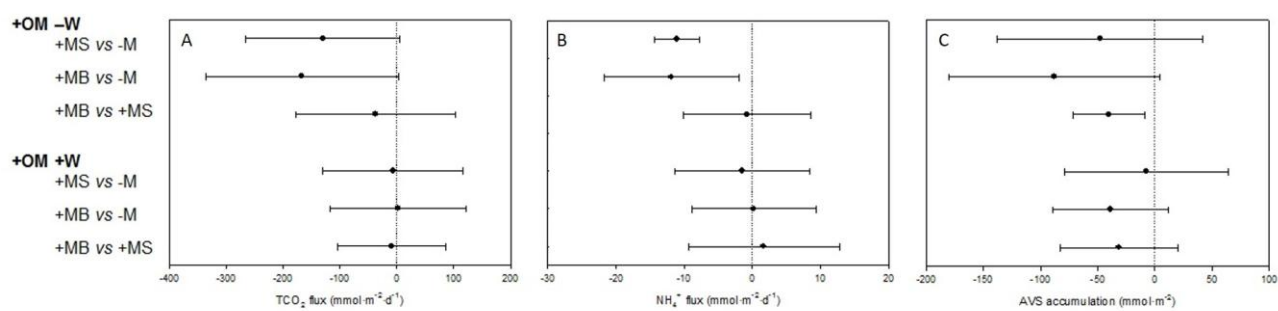 +OM –W
+MS vs -M
+MB vs -M
+MB vs +MS
+OM +W
+MS vs -M
+MB vs -M
+MB vs +MS
A
-400 -300 -200 -100 0 100 200
TCO₂ flux (mmol·m⁻²·d⁻¹)
B
-30 -20 -10 0 10 20
NH₄⁺ flux (mmol·m⁻²·d⁻¹)
C
-200 -150 -100 -50 0 50 100
AVS accumulation (mmol·m⁻²)